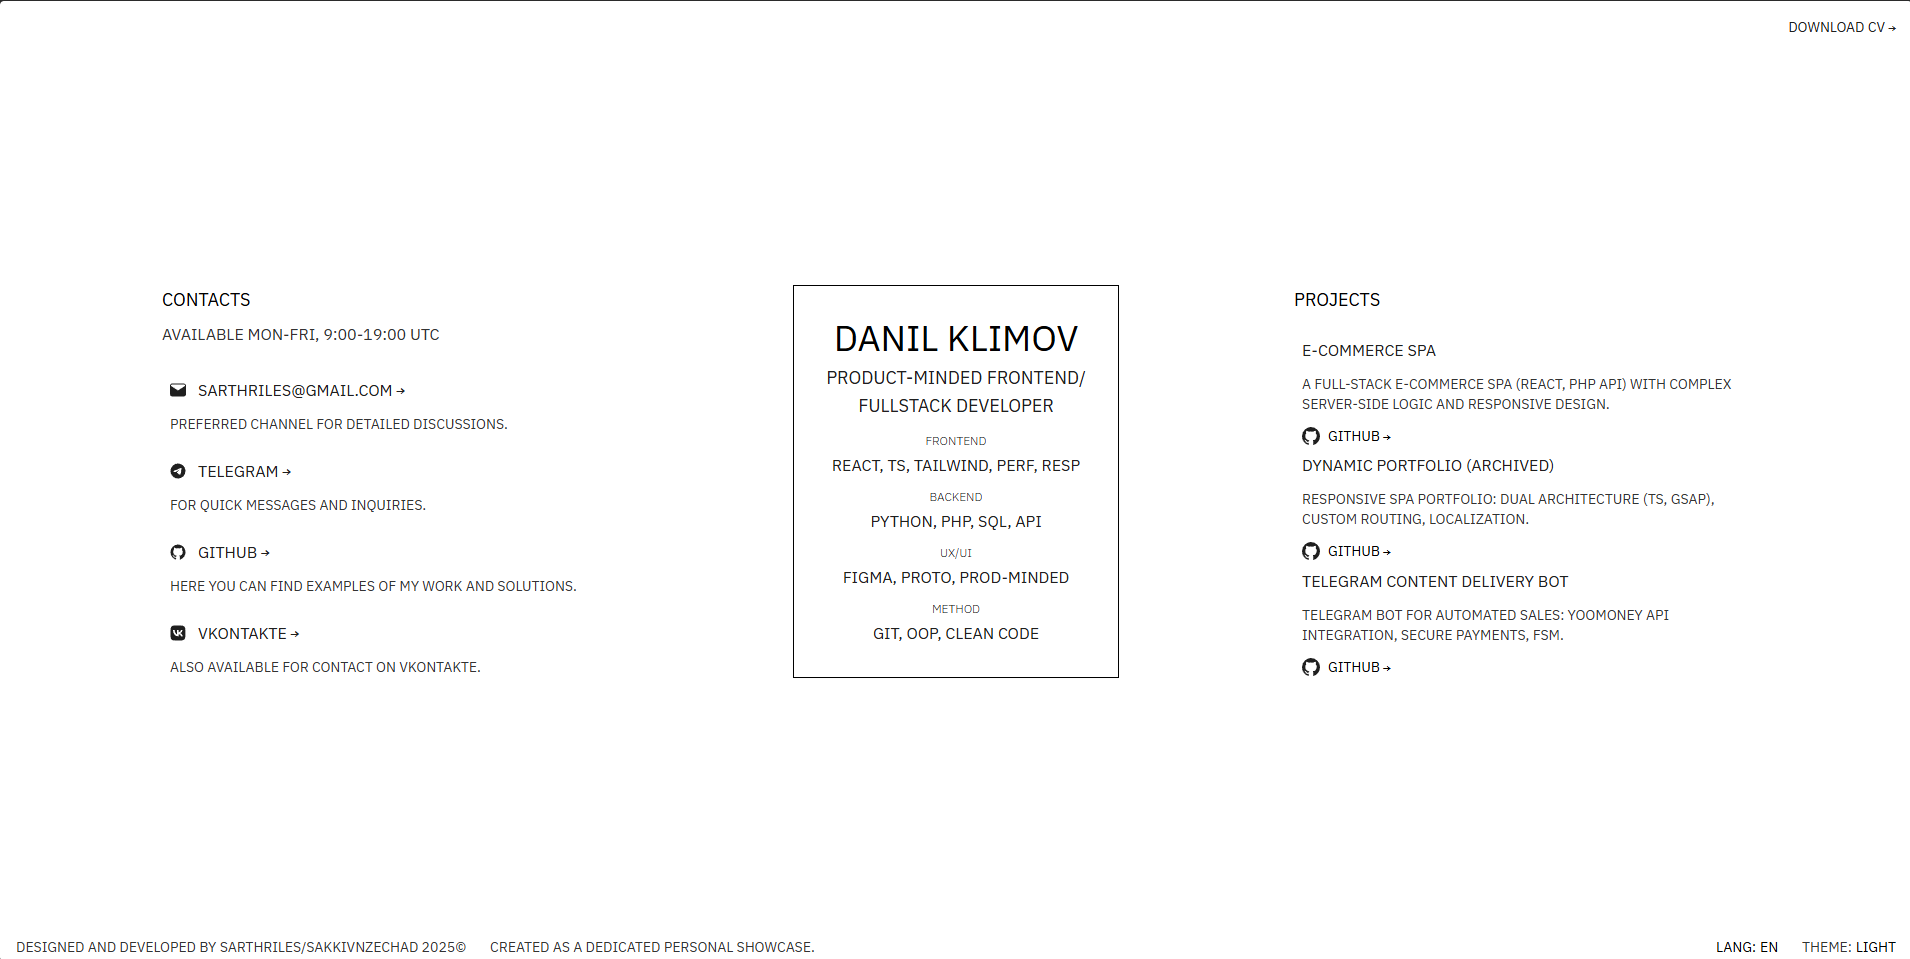 DOWNLOAD CV →
CONTACTS
AVAILABLE MON-FRI, 9:00-19:00 UTC
SARTHRILES@GMAIL.COM →
PREFERRED CHANNEL FOR DETAILED DISCUSSIONS.
TELEGRAM →
FOR QUICK MESSAGES AND INQUIRIES.
GITHUB →
HERE YOU CAN FIND EXAMPLES OF MY WORK AND SOLUTIONS.
VKONTAKTE →
ALSO AVAILABLE FOR CONTACT ON VKONTAKTE.
DANIL KLIMOV
PRODUCT-MINDED FRONTEND/
FULLSTACK DEVELOPER
FRONTEND
REACT, TS, TAILWIND, PERF, RESP
BACKEND
PYTHON, PHP, SQL, API
UX/UI
FIGMA, PROTO, PROD-MINDED
METHOD
GIT, OOP, CLEAN CODE
PROJECTS
E-COMMERCE SPA
A FULL-STACK E-COMMERCE SPA (REACT, PHP API) WITH COMPLEX
SERVER-SIDE LOGIC AND RESPONSIVE DESIGN.
GITHUB →
DYNAMIC PORTFOLIO (ARCHIVED)
RESPONSIVE SPA PORTFOLIO: DUAL ARCHITECTURE (TS, GSAP),
CUSTOM ROUTING, LOCALIZATION.
GITHUB →
TELEGRAM CONTENT DELIVERY BOT
TELEGRAM BOT FOR AUTOMATED SALES: YOOMONEY API
INTEGRATION, SECURE PAYMENTS, FSM.
GITHUB →
DESIGNED AND DEVELOPED BY SARTHRILES/SAKKIVNZECHAD 2025©
CREATED AS A DEDICATED PERSONAL SHOWCASE.
LANG: EN
THEME: LIGHT